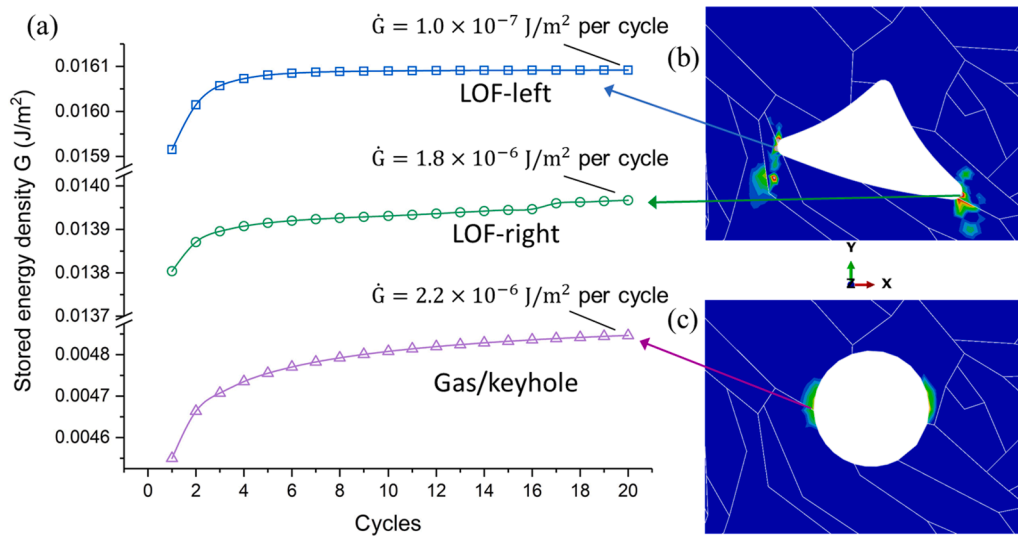 (a)
Ġ = 1.0 × 10⁻⁷ J/m² per cycle
(b)
0.0161
0.0160
0.0159
LOF-left
Ġ = 1.8 × 10⁻⁶ J/m² per cycle
0.0140
0.0139
0.0138
0.0137
LOF-right
Ġ = 2.2 × 10⁻⁶ J/m² per cycle
0.0048
0.0047
0.0046
Gas/keyhole
Stored energy density G (J/m²)
0 2 4 6 8 10 12 14 16 18 20
Cycles
Y
Z X
(c)